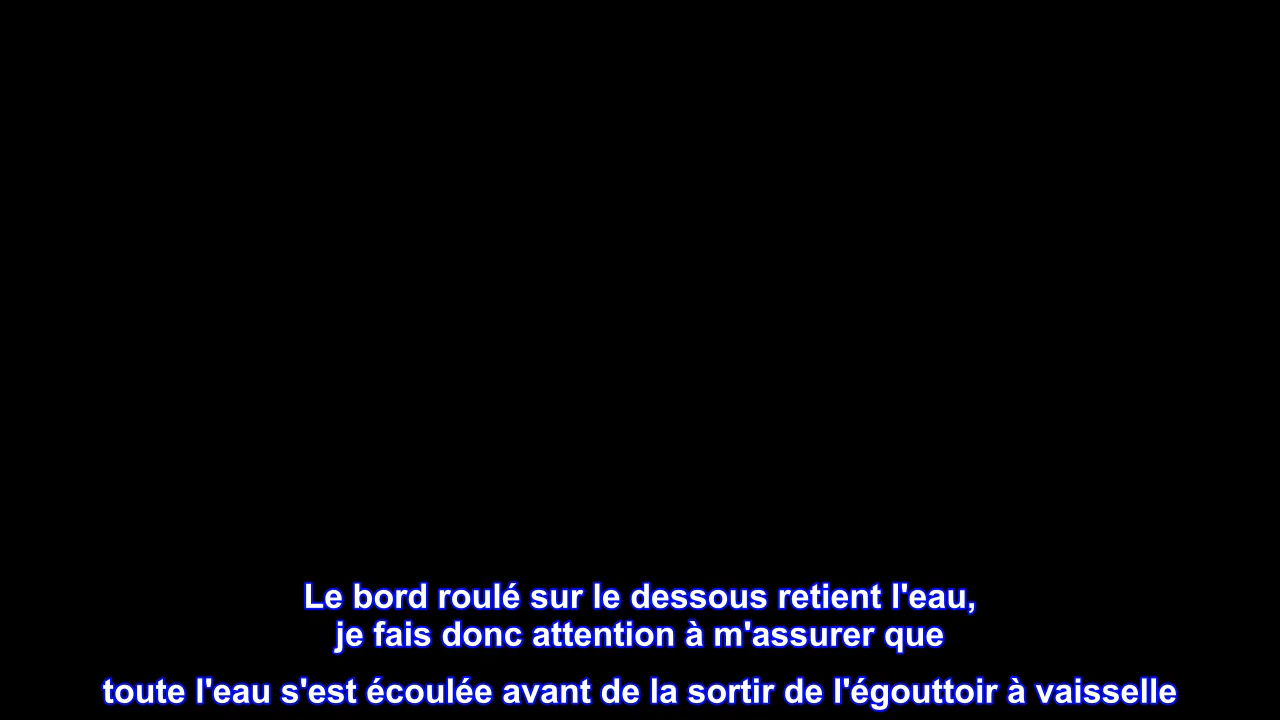 Le bord roulé sur le dessous retient l'eau,
je fais donc attention à m'assurer que
toute l'eau s'est écoulée avant de la sortir de l'égouttoir à vaisselle